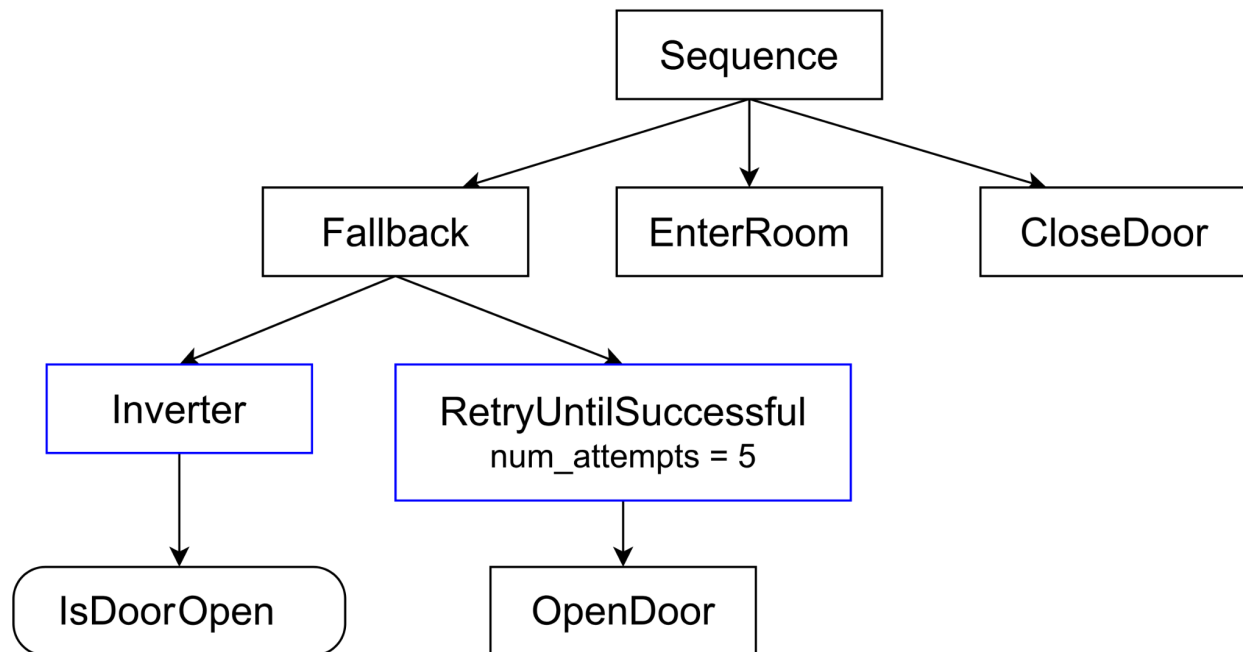 Sequence
Fallback
EnterRoom
CloseDoor
Inverter
RetryUntilSuccessful
num_attempts = 5
IsDoorOpen
OpenDoor